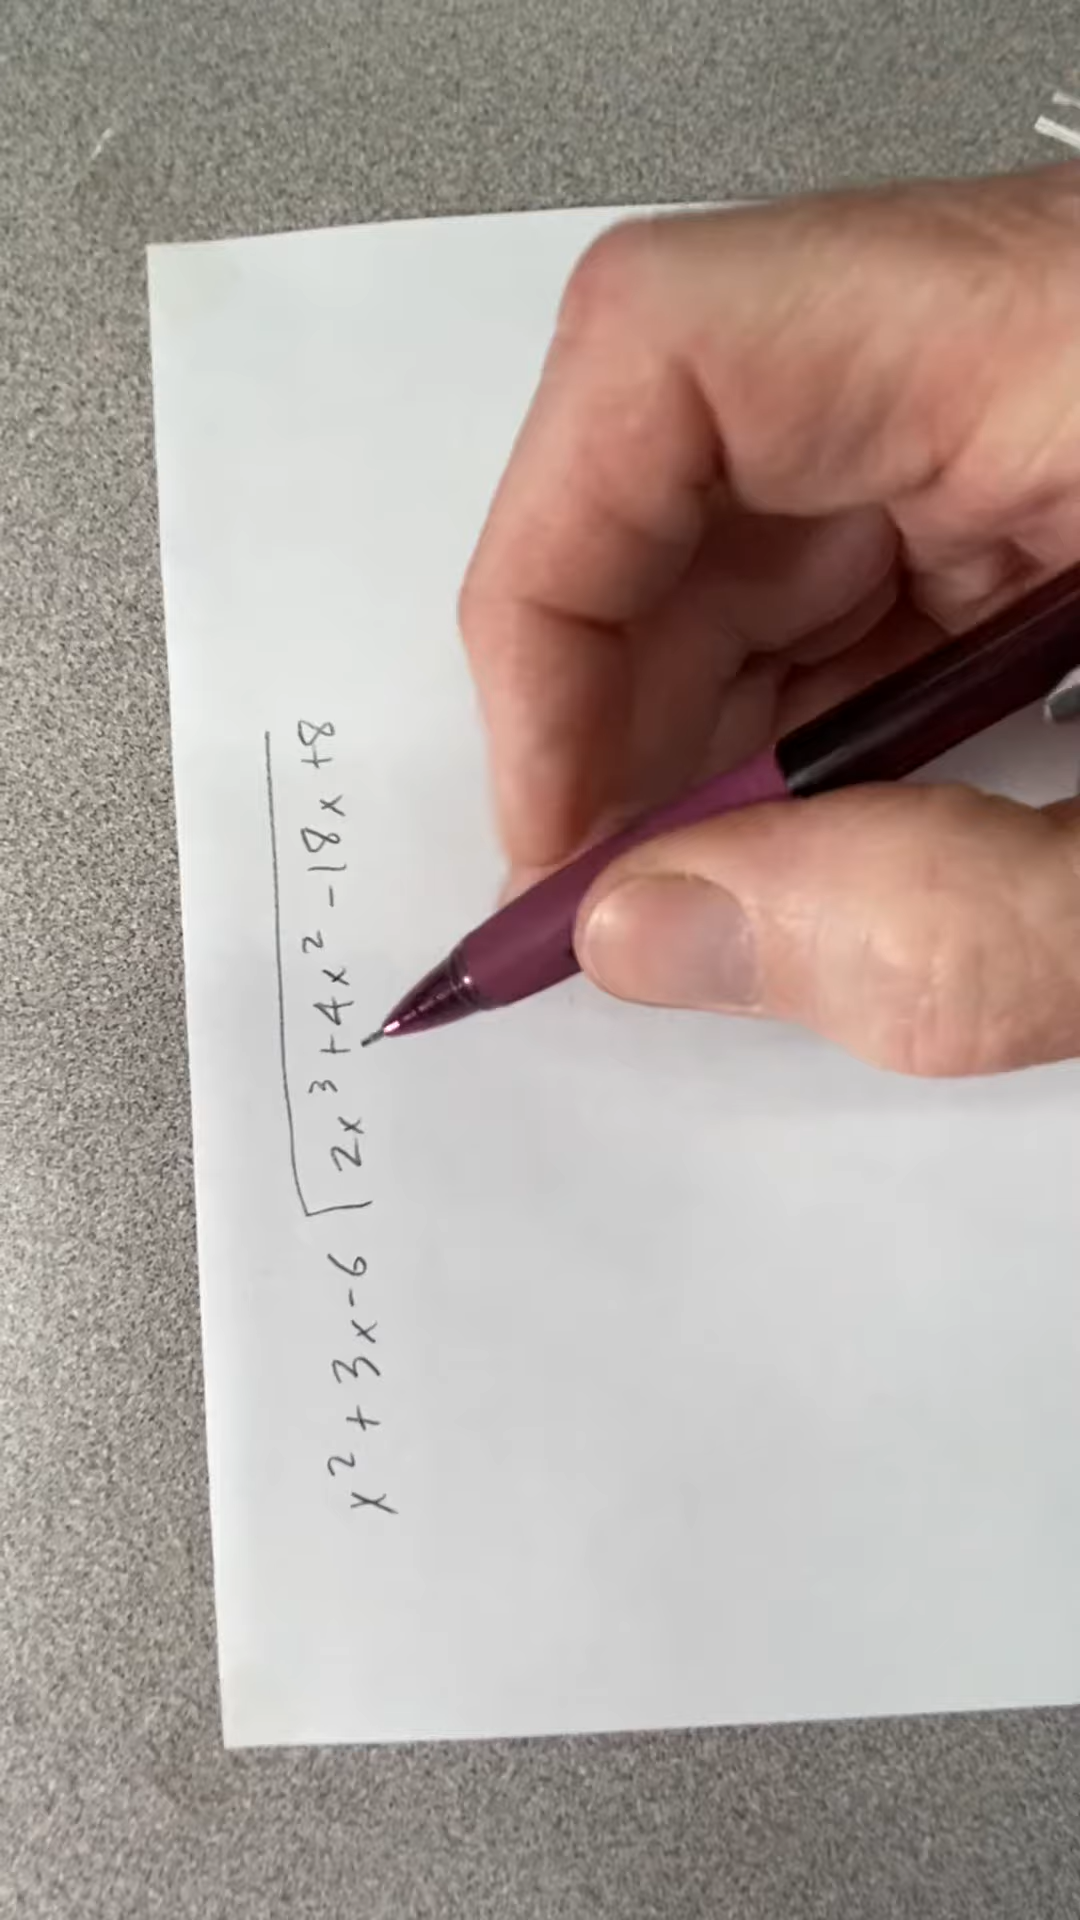 x² + 3x - 6 ⟌ 2x³ + 4x² - 18x + 8